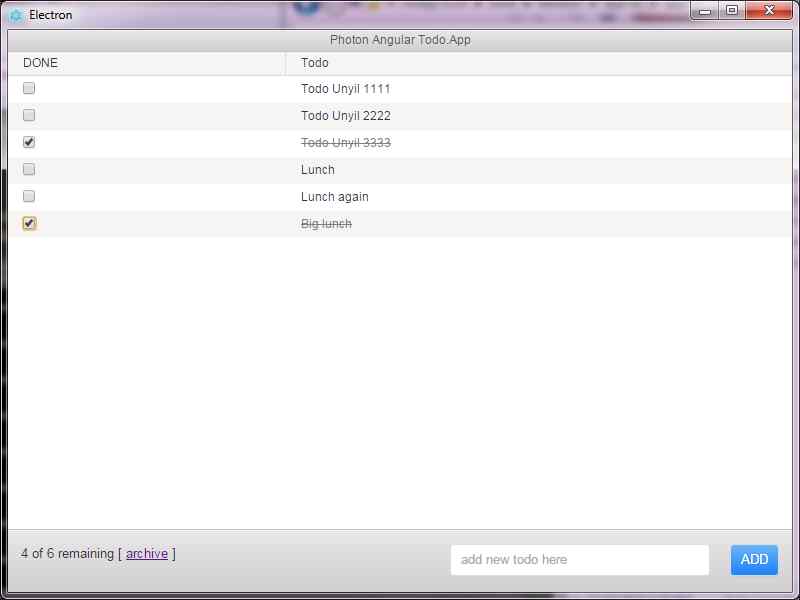 Electron
Photon Angular Todo.App
DONE Todo
Todo Unyil 1111
Todo Unyil 2222
Todo Unyil 3333
Lunch
Lunch again
Big lunch
4 of 6 remaining [ archive ]
add new todo here
ADD